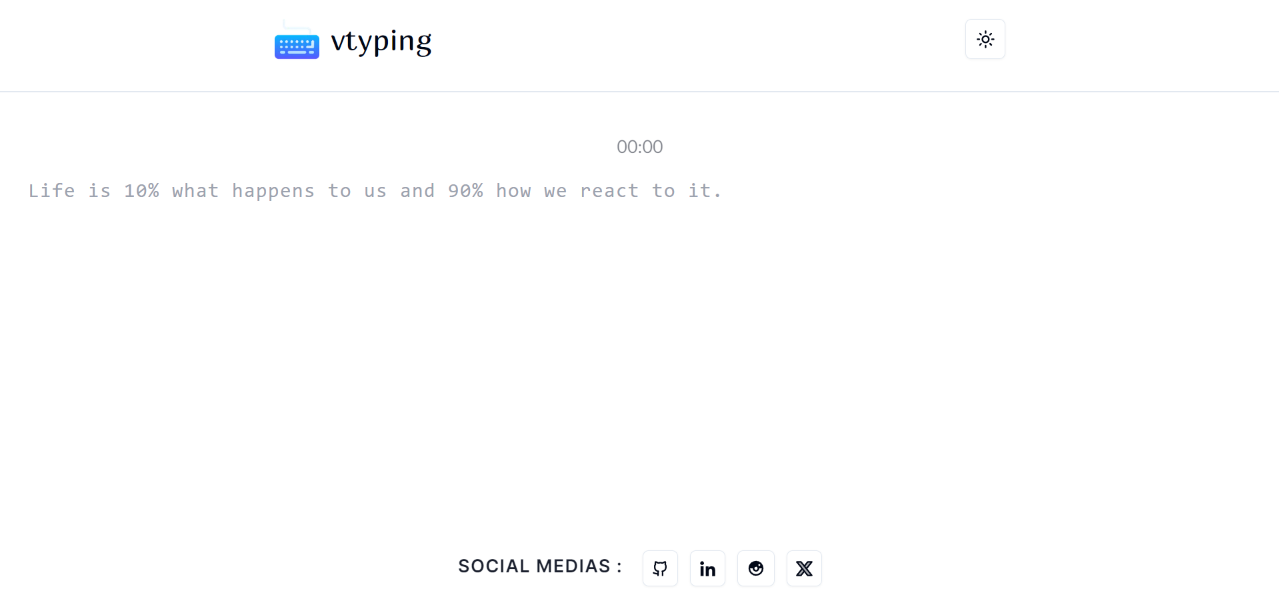 vtyping
00:00
Life is 10% what happens to us and 90% how we react to it.
SOCIAL MEDIAS :